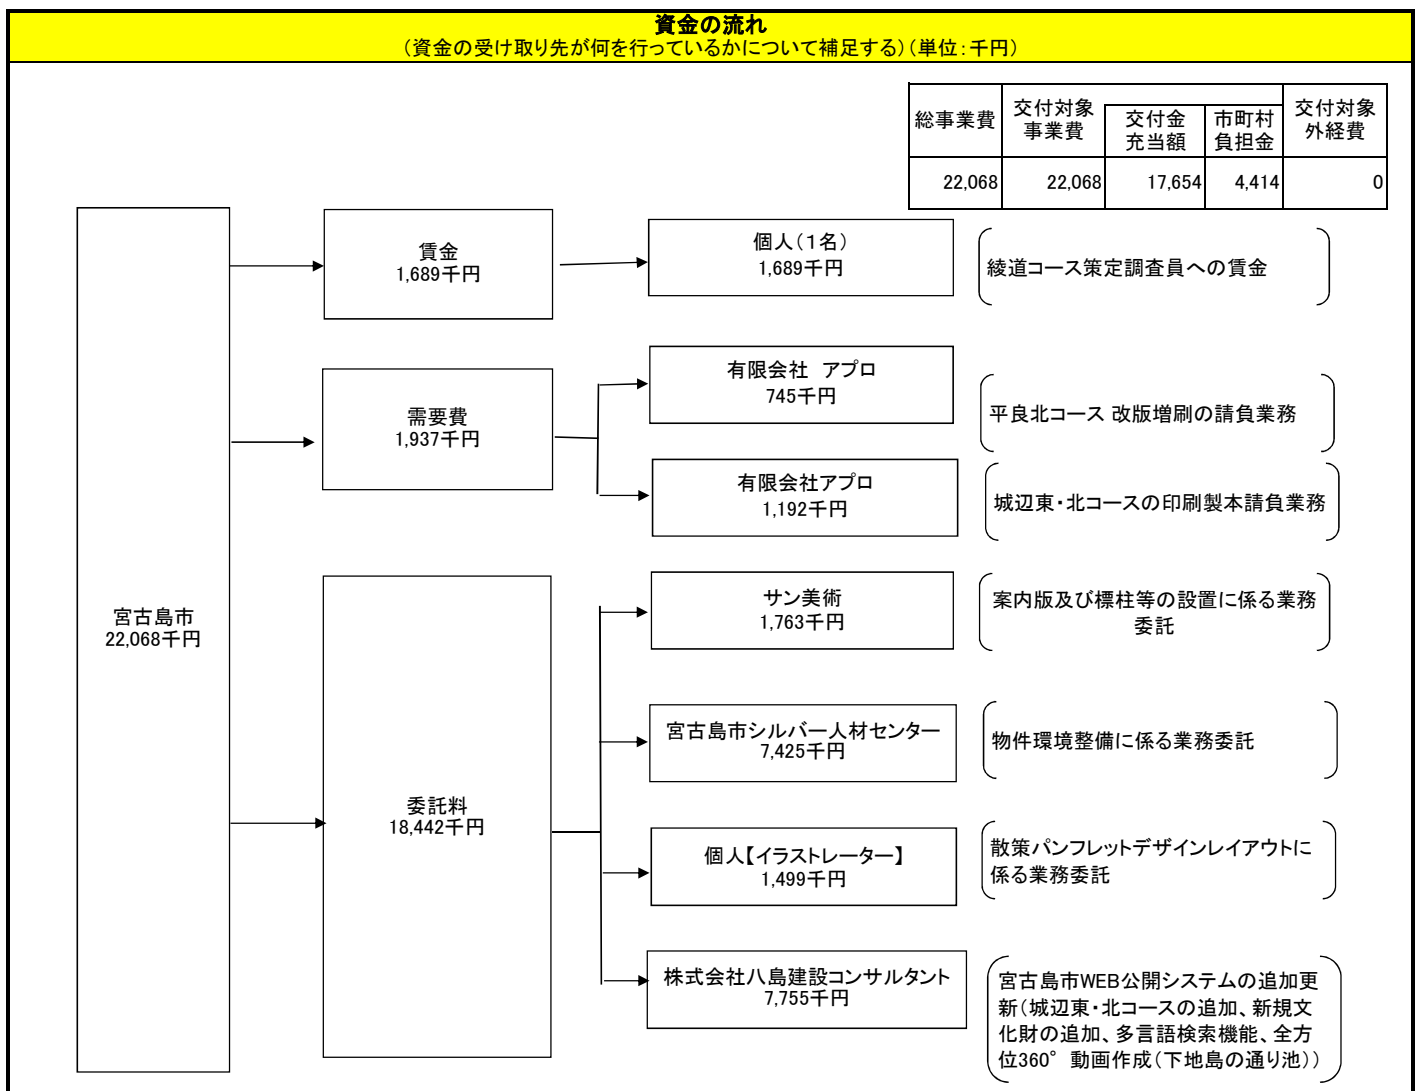 資金の流れ
（資金の受け取り先が何を行っているかについて補足する）（単位：千円）
総事業費
交付対象
事業費
交付金
充当額
市町村
負担金
交付対象
外経費
22,068
22,068
17,654
4,414
0
宮古島市
22,068千円
賃金
1,689千円
個人（１名）
1,689千円
綾道コース策定調査員への賃金
需要費
1,937千円
有限会社　アプロ
745千円
平良北コース 改版増刷の請負業務
有限会社アプロ
1,192千円
城辺東・北コースの印刷製本請負業務
委託料
18,442千円
サン美術
1,763千円
案内版及び標柱等の設置に係る業務
委託
宮古島市シルバー人材センター
7,425千円
物件環境整備に係る業務委託
個人【イラストレーター】
1,499千円
散策パンフレットデザインレイアウトに
係る業務委託
株式会社八島建設コンサルタント
7,755千円
宮古島市WEB公開システムの追加更
新（城辺東・北コースの追加、新規文
化財の追加、多言語検索機能、全方
位360°動画作成（下地島の通り池））